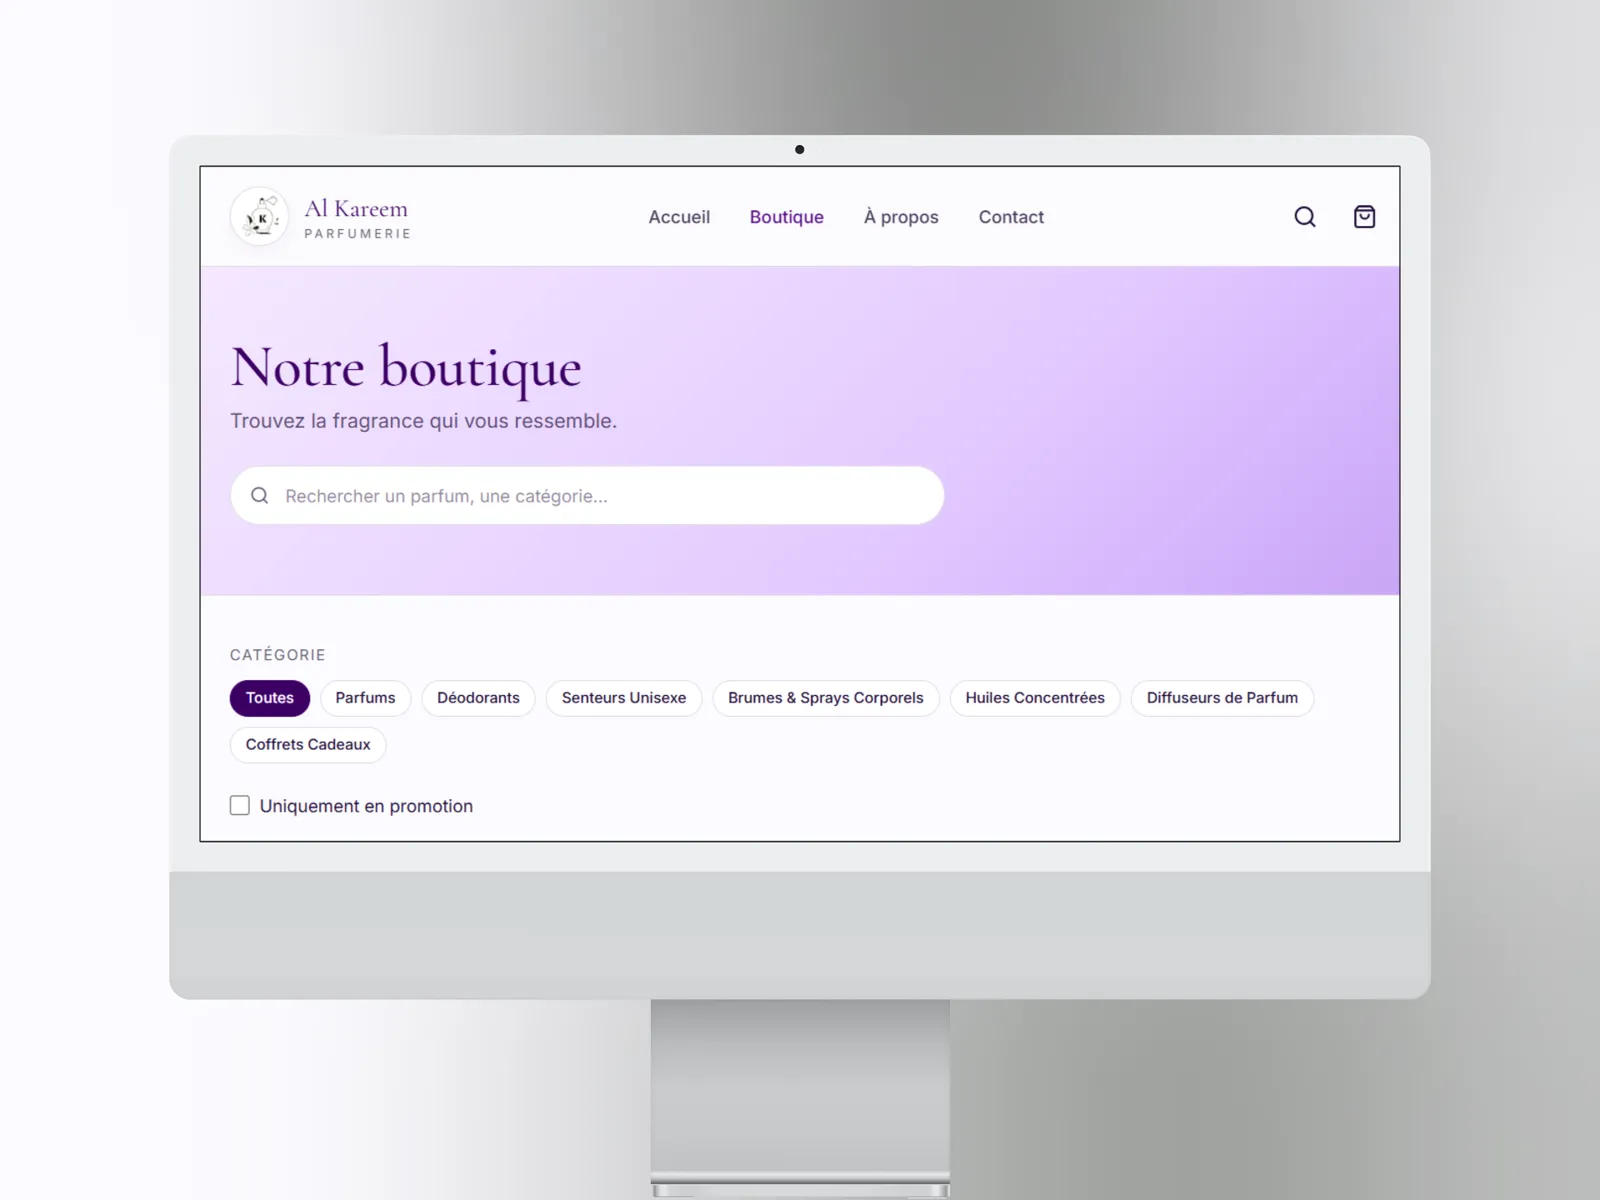 K
Al Kareem
PARFUMERIE
Accueil
Boutique
À propos
Contact
Notre boutique
Trouvez la fragrance qui vous ressemble.
Rechercher un parfum, une catégorie...
CATÉGORIE
Toutes
Parfums
Déodorants
Senteurs Unisexe
Brumes & Sprays Corporels
Huiles Concentrées
Diffuseurs de Parfum
Coffrets Cadeaux
Uniquement en promotion